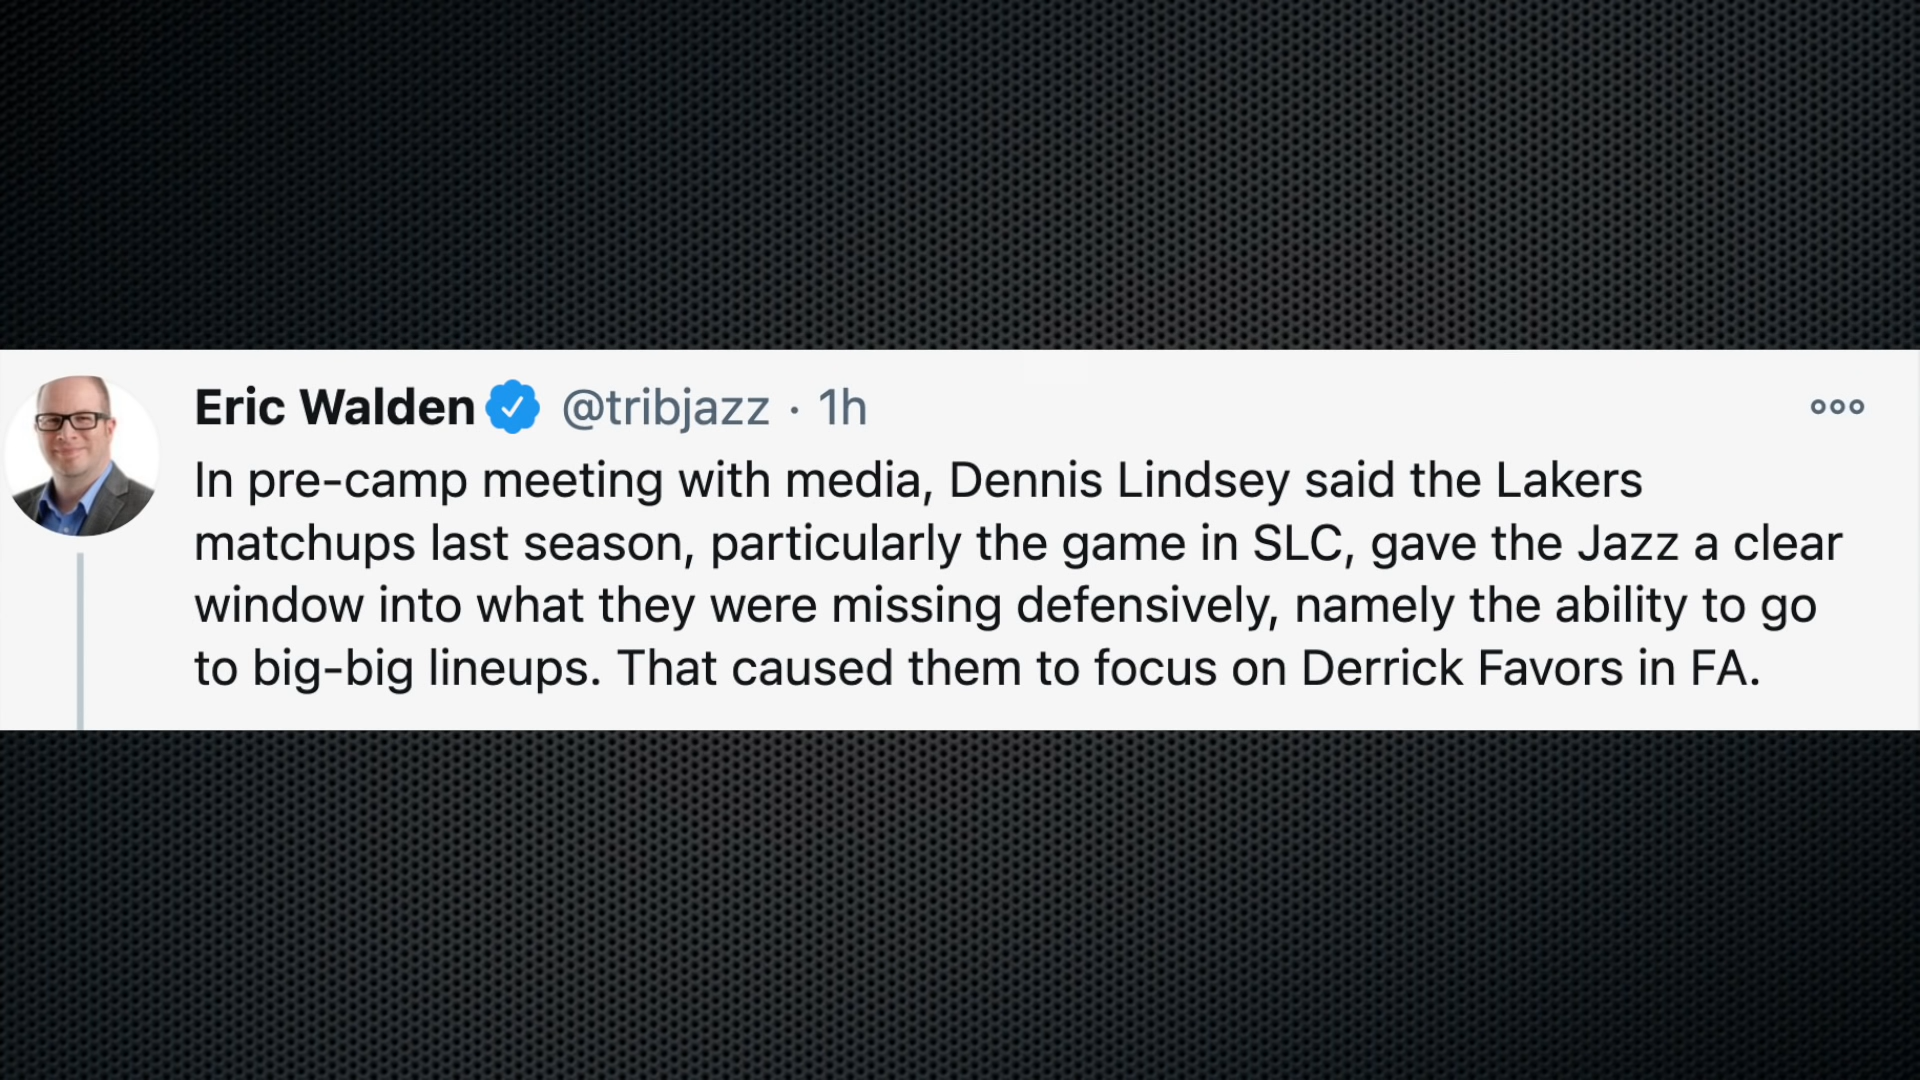 Eric Walden @tribjazz · 1h
In pre-camp meeting with media, Dennis Lindsey said the Lakers
matchups last season, particularly the game in SLC, gave the Jazz a clear
window into what they were missing defensively, namely the ability to go
to big-big lineups. That caused them to focus on Derrick Favors in FA.